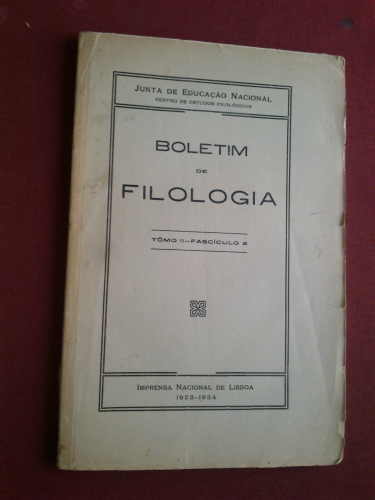 JUNTA DE EDUCAÇÃO NACIONAL
CENTRO DE ESTUDOS FILOLÓGICOS
BOLETIM
DE
FILOLOGIA
TÔMO II—FASCÍCULO 2
IMPRENSA NACIONAL DE LISBOA
1933-1934